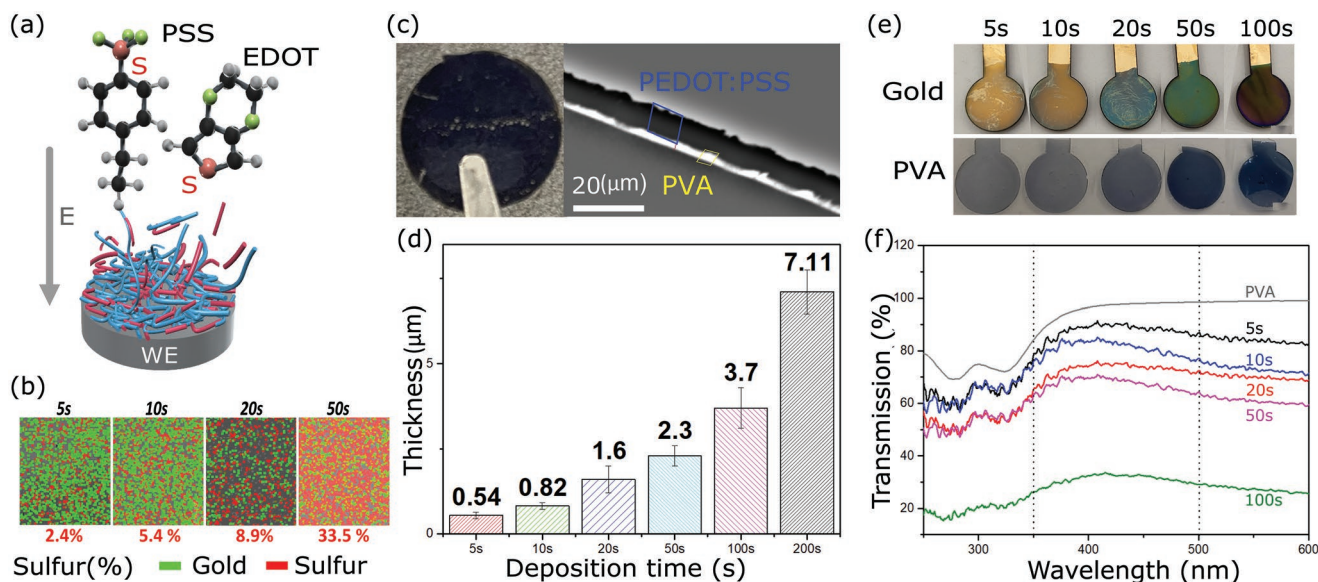 (a)
PSS
S
EDOT
S
E
WE
(b)
5s 10s 20s 50s
2.4% 5.4 % 8.9% 33.5 %
Sulfur(%) Gold Sulfur
(c)
PEDOT:PSS
20(μm)
PVA
(d)
Thickness(μm)
5
0
0.54
0.82
1.6
2.3
3.7
7.11
5s 10s 20s 50s 100s 200s
Deposition time (s)
(e)
5s 10s 20s 50s 100s
Gold
PVA
(f)
Transmission (%)
120
100
80
60
40
20
PVA
5s
10s
20s
50s
100s
300 400 500 600
Wavelength (nm)